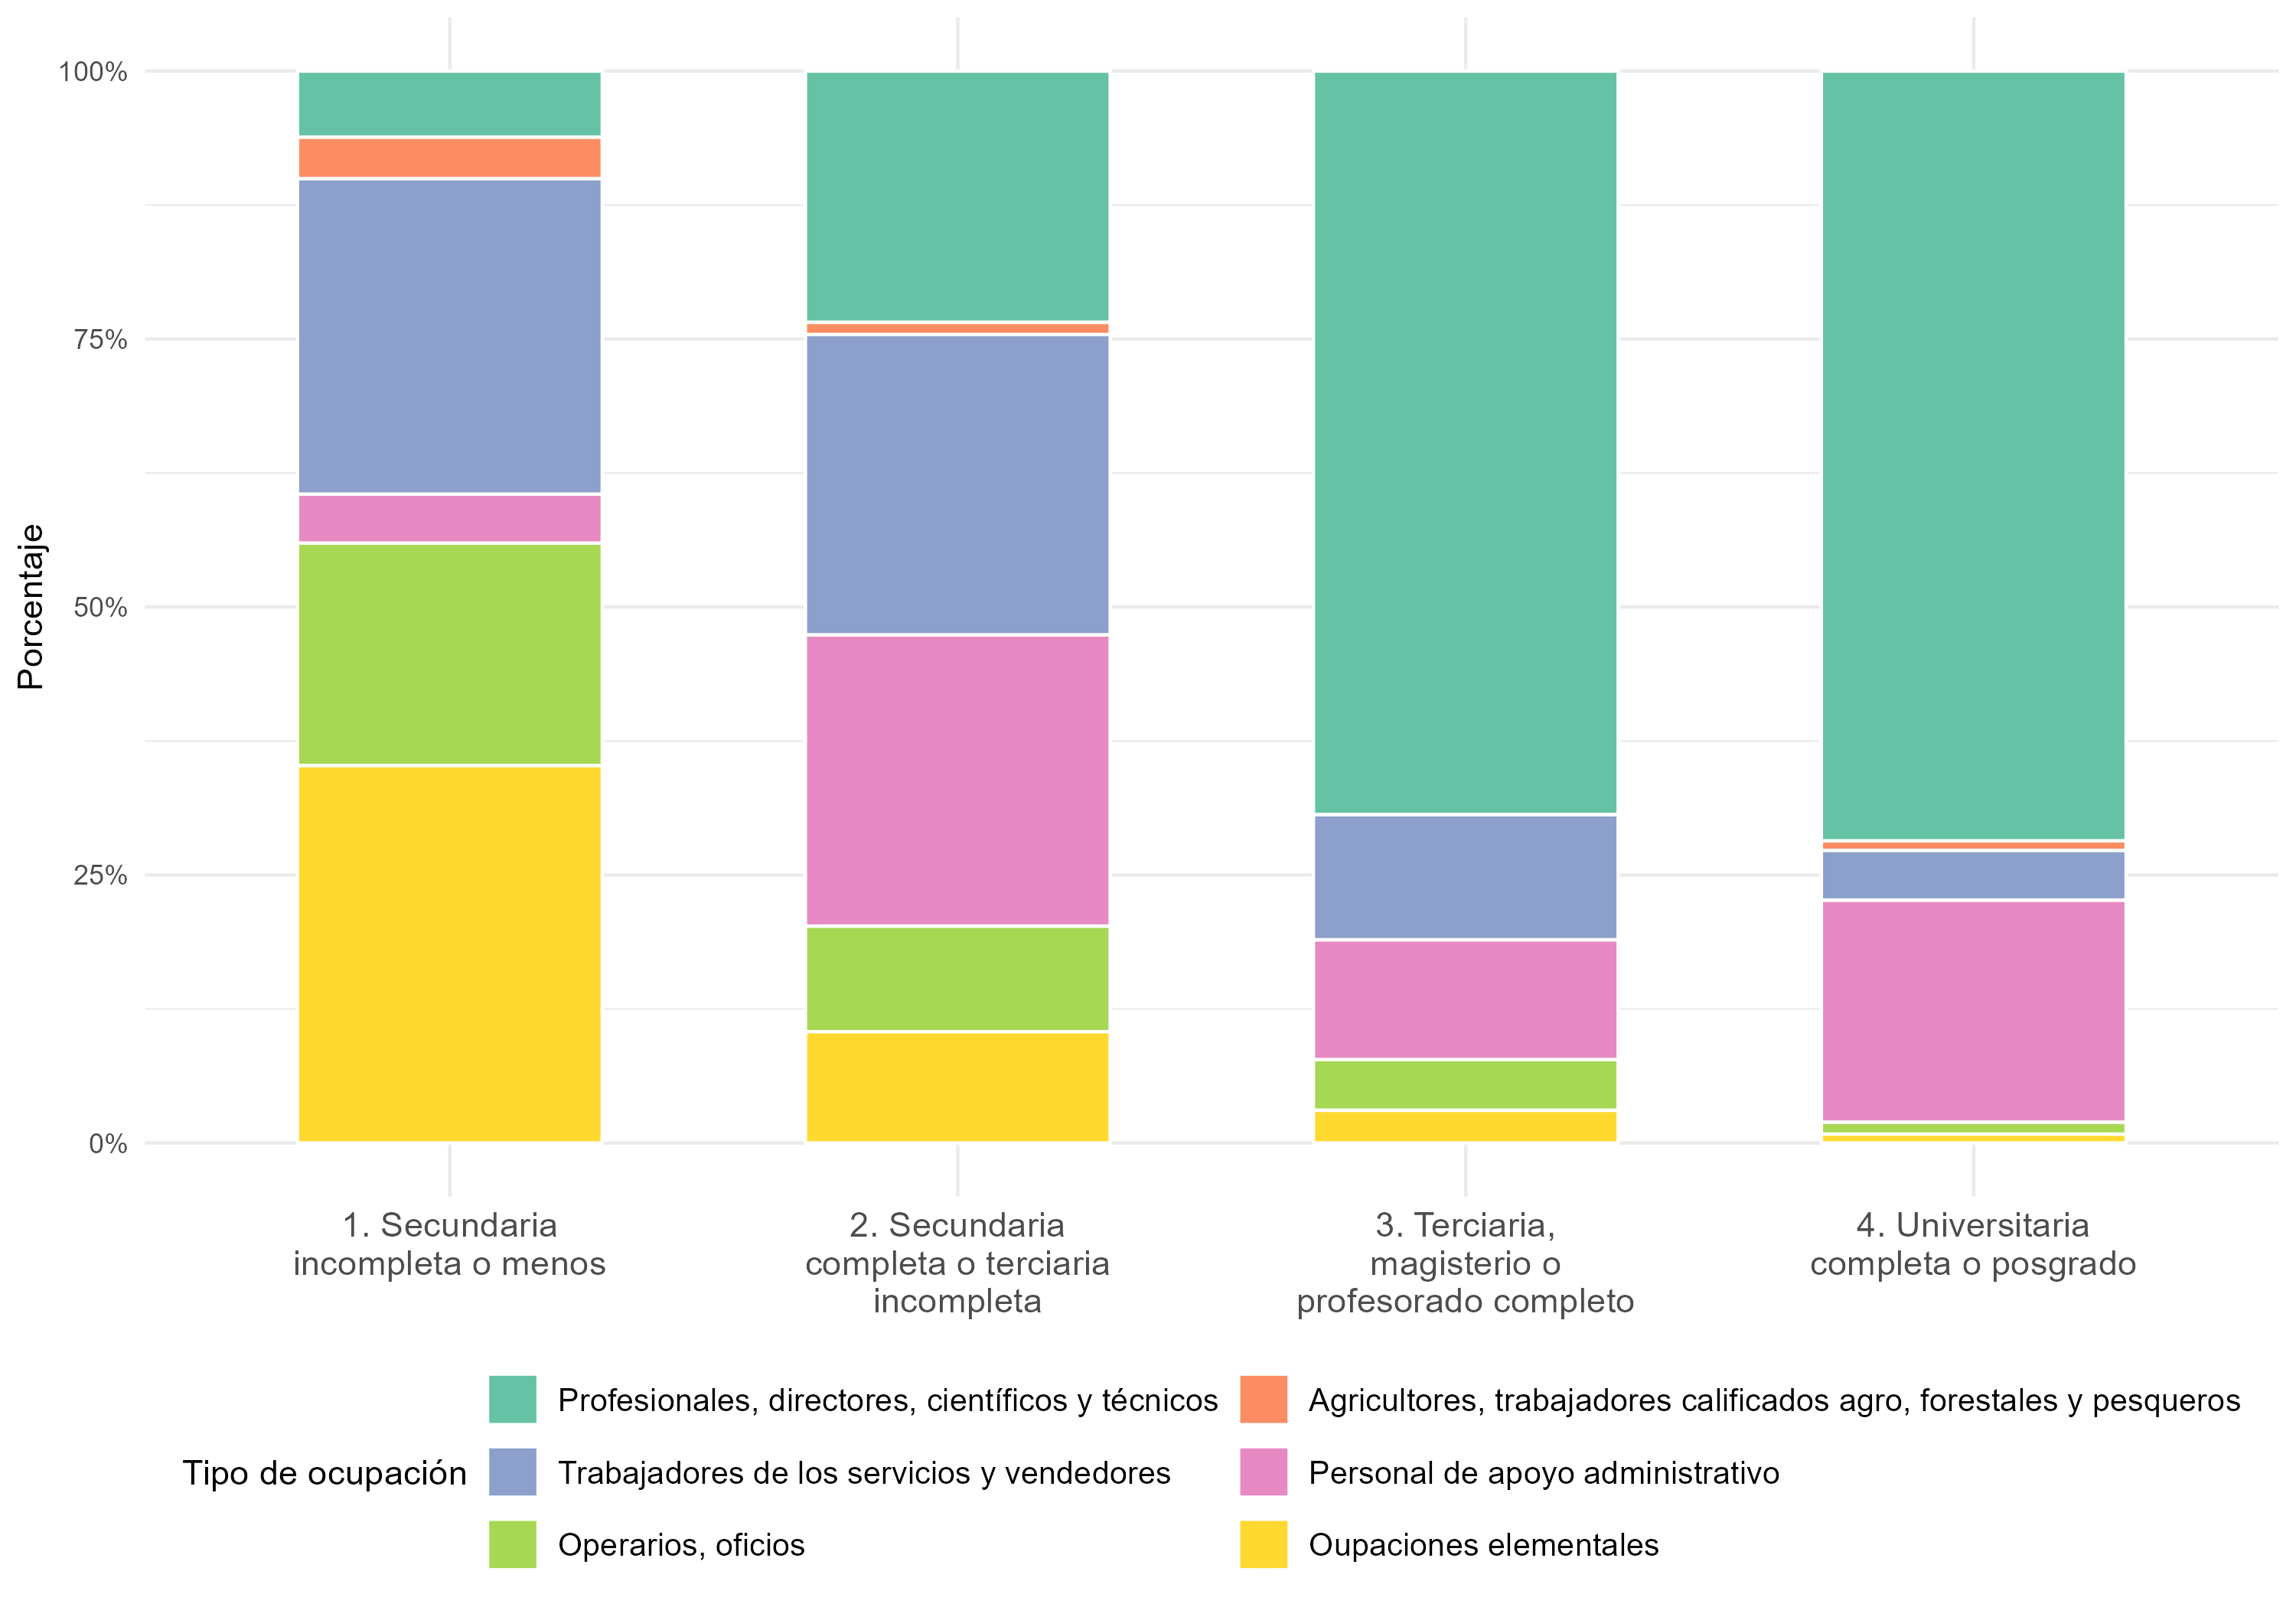 100%
75%
50%
25%
0%
Porcentaje
1. Secundaria
incompleta o menos
2. Secundaria
completa o terciaria
incompleta
3. Terciaria,
magisterio o
profesorado completo
4. Universitaria
completa o posgrado
Tipo de ocupación
Profesionales, directores, científicos y técnicos
Agricultores, trabajadores calificados agro, forestales y pesqueros
Trabajadores de los servicios y vendedores
Personal de apoyo administrativo
Operarios, oficios
Oupaciones elementales